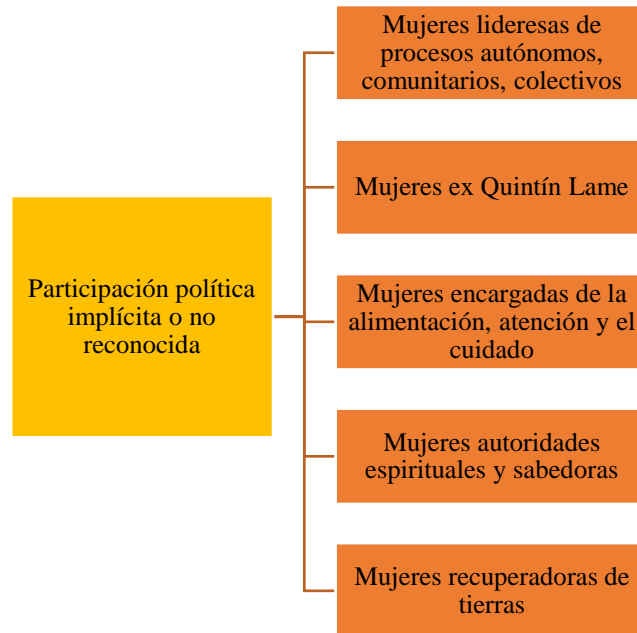 Participación política
implícita o no
reconocida
Mujeres lideresas de
procesos autónomos,
comunitarios, colectivos
Mujeres ex Quintín Lame
Mujeres encargadas de la
alimentación, atención y el
cuidado
Mujeres autoridades
espirituales y sabedoras
Mujeres recuperadoras de
tierras